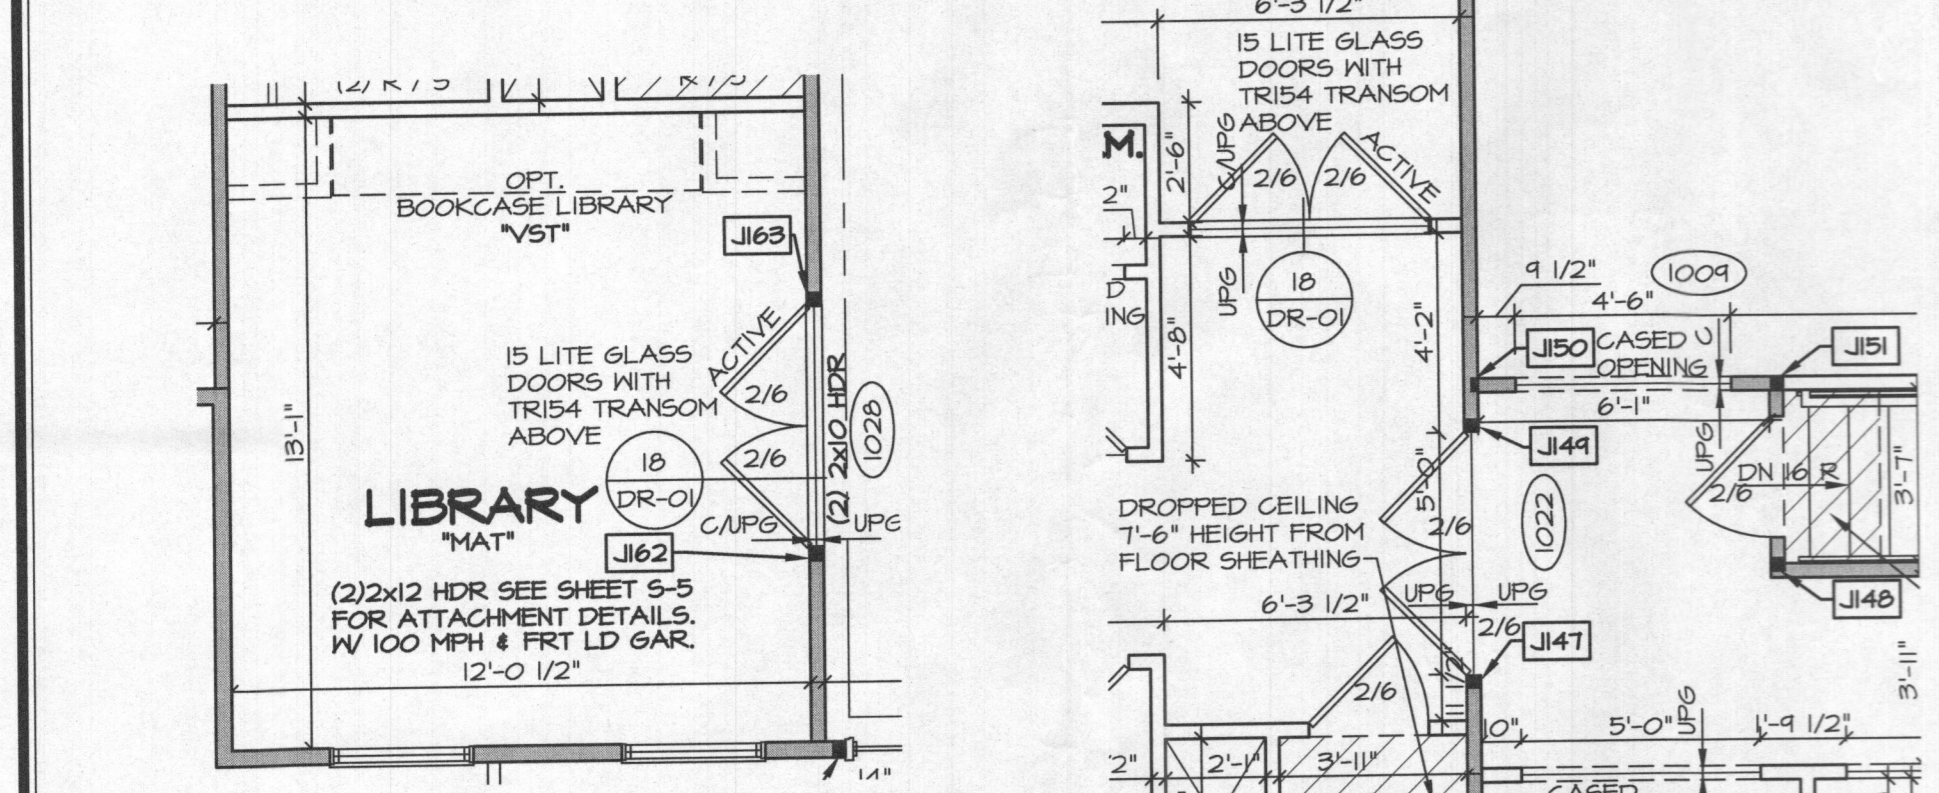 (2) R / S
R / S
OPT.
BOOKCASE LIBRARY
"VST"
J163
ACTIVE
15 LITE GLASS
DOORS WITH
TR154 TRANSOM
ABOVE
2/6
2/6
18
DR-01
(2) 2x10 HDR
1028
13'-1"
LIBRARY
"MAT"
C/UPG
UPG
J162
(2)2x12 HDR SEE SHEET S-5
FOR ATTACHMENT DETAILS.
W/ 100 MPH & FRT LD GAR.
12'-0 1/2"
6'-3 1/2"
15 LITE GLASS
DOORS WITH
TR154 TRANSOM
ABOVE
M.
2'-6"
C/UPG
2/6
2/6
ACTIVE
2"
UPG
18
DR-01
D
ING
4'-8"
4'-2"
9 1/2"
1009
4'-6"
J150
CASED
OPENING
J151
6'-1"
J149
UPG
DN 16 R
2/6
3'-7"
5'-0"
2/6
1022
DROPPED CEILING
7'-6" HEIGHT FROM
FLOOR SHEATHING
UPG
UPG
6'-3 1/2"
2/6
J147
J148
2/6
3'-11"
10"
5'-0"
UPG
1'-9 1/2"
2"
2'-1"
3'-11"
CASED